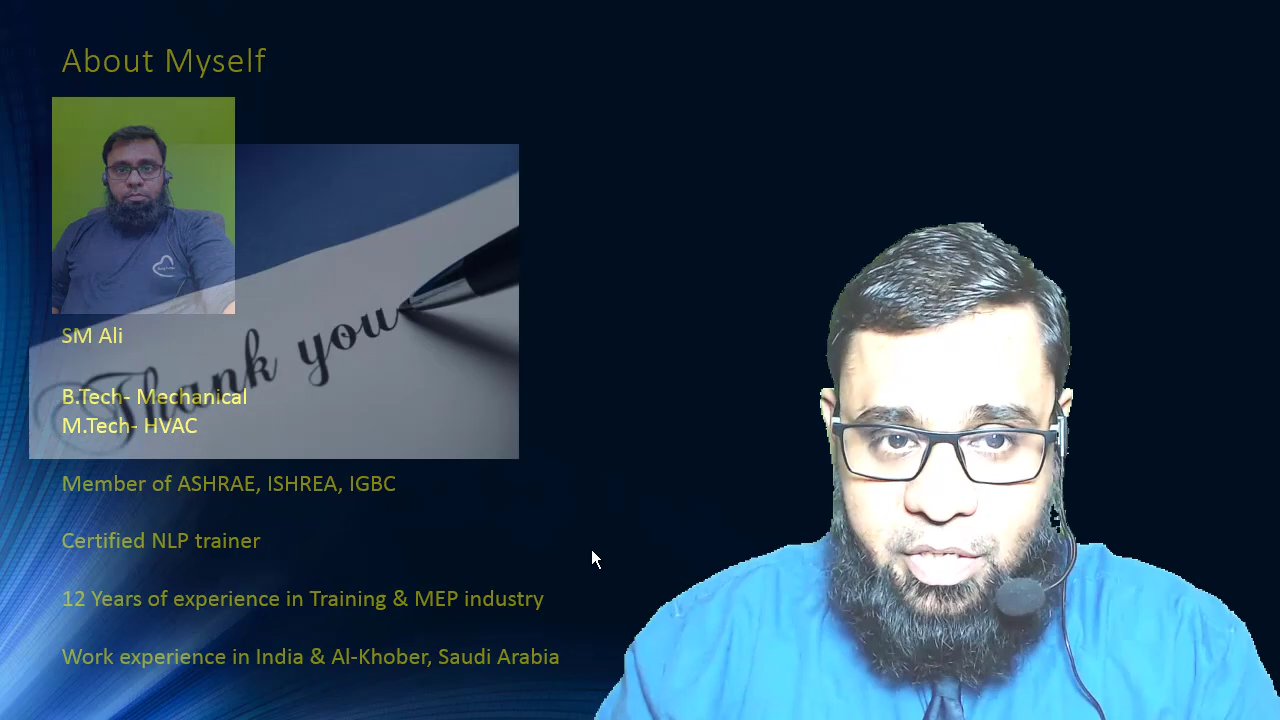 About Myself
Thank you
SM Ali
B.Tech- Mechanical
M.Tech- HVAC
Member of ASHRAE, ISHREA, IGBC
Certified NLP trainer
12 Years of experience in Training & MEP industry
Work experience in India & Al-Khober, Saudi Arabia